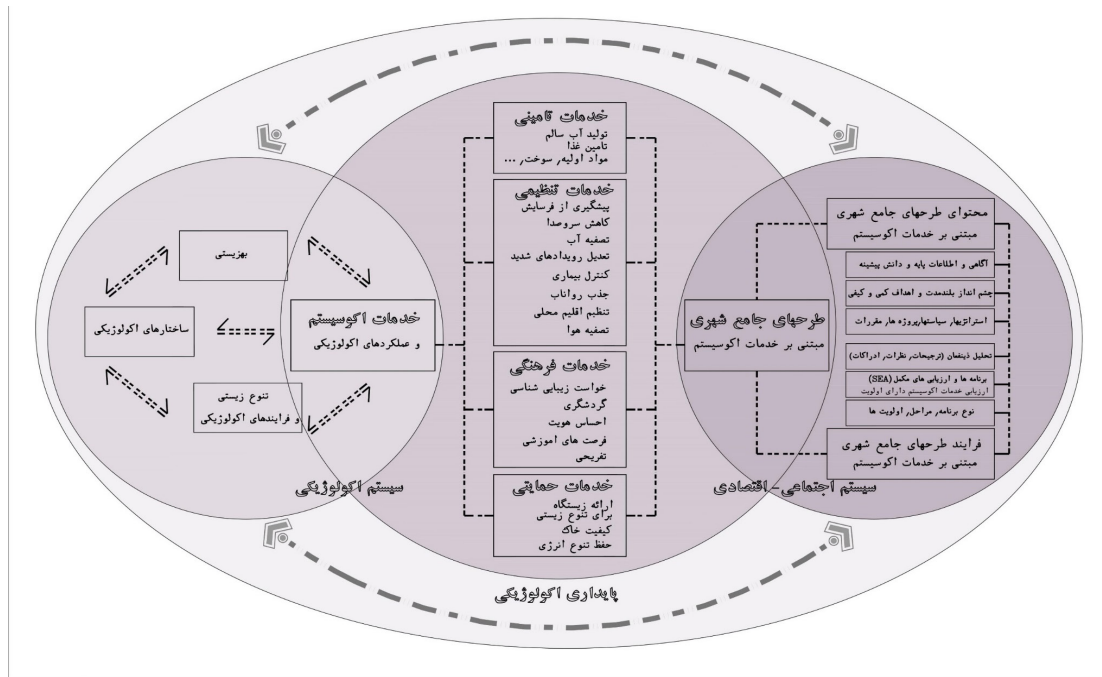 خدمات تامینی
تولید آب سالم
تامین غذا
مواد اولیه, سوخت, ...
خدمات تنظیمی
پیشگیری از فرسایش
کاهش سروصدا
تصفیه آب
تعدیل رویدادهای شدید
کنترل بیماری
جذب رواناب
تنظیم اقلیم محلی
تصفیه هوا
خدمات فرهنگی
خواست زیبایی شناسی
گردشگری
احساس هویت
فرصت های اموزشی
تفریحی
خدمات حمایتی
ارائه زیستگاه
برای تنوع زیستی
کیفیت خاک
حفظ تنوع انرژی
محتوای طرحهای جامع شهری
مبتنی بر خدمات اکوسیستم
آگاهی و اطلاعات پایه و دانش پیشینه
چشم انداز بلندمدت و اهداف کمی و کیفی
استراتژیها, سیاستها,پروژه ها, مقررات
تحلیل ذینفعان (ترجیحات, نظرات, ادراکات)
برنامه ها و ارزیابی های مکمل (SEA)
ارزیابی خدمات اکوسیستم دارای اولویت
نوع برنامه, مراحل, اولویت ها
فرایند طرحهای جامع شهری
مبتنی بر خدمات اکوسیستم
طرحهای جامع شهری
مبتنی بر خدمات اکوسیستم
سیستم اجتماعی- اقتصادی
خدمات اکوسیستم
و عملکردهای اکولوژیکی
بهزیستی
ساختارهای اکولوژیکی
تنوع زیستی
و فرایندهای اکولوژیکی
سیستم اکولوژیکی
پایداری اکولوژیکی